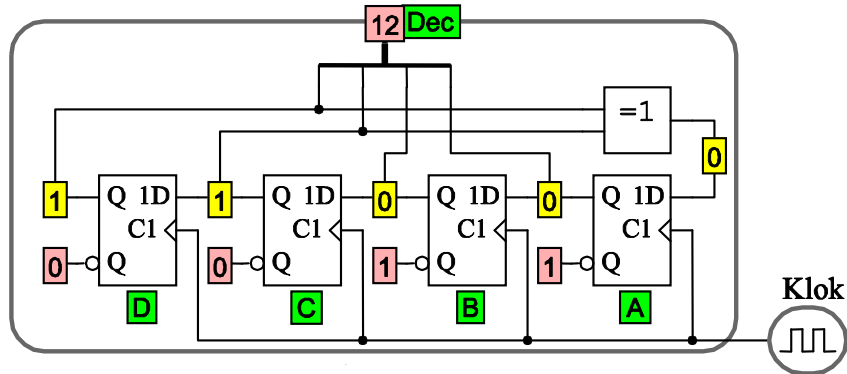 12 Dec
=1
0
1 Q 1D 1 Q 1D 0 Q 1D 0 Q 1D
C1 C1 C1 C1
0 Q 0 Q 1 Q 1 Q
D C B A
Klok